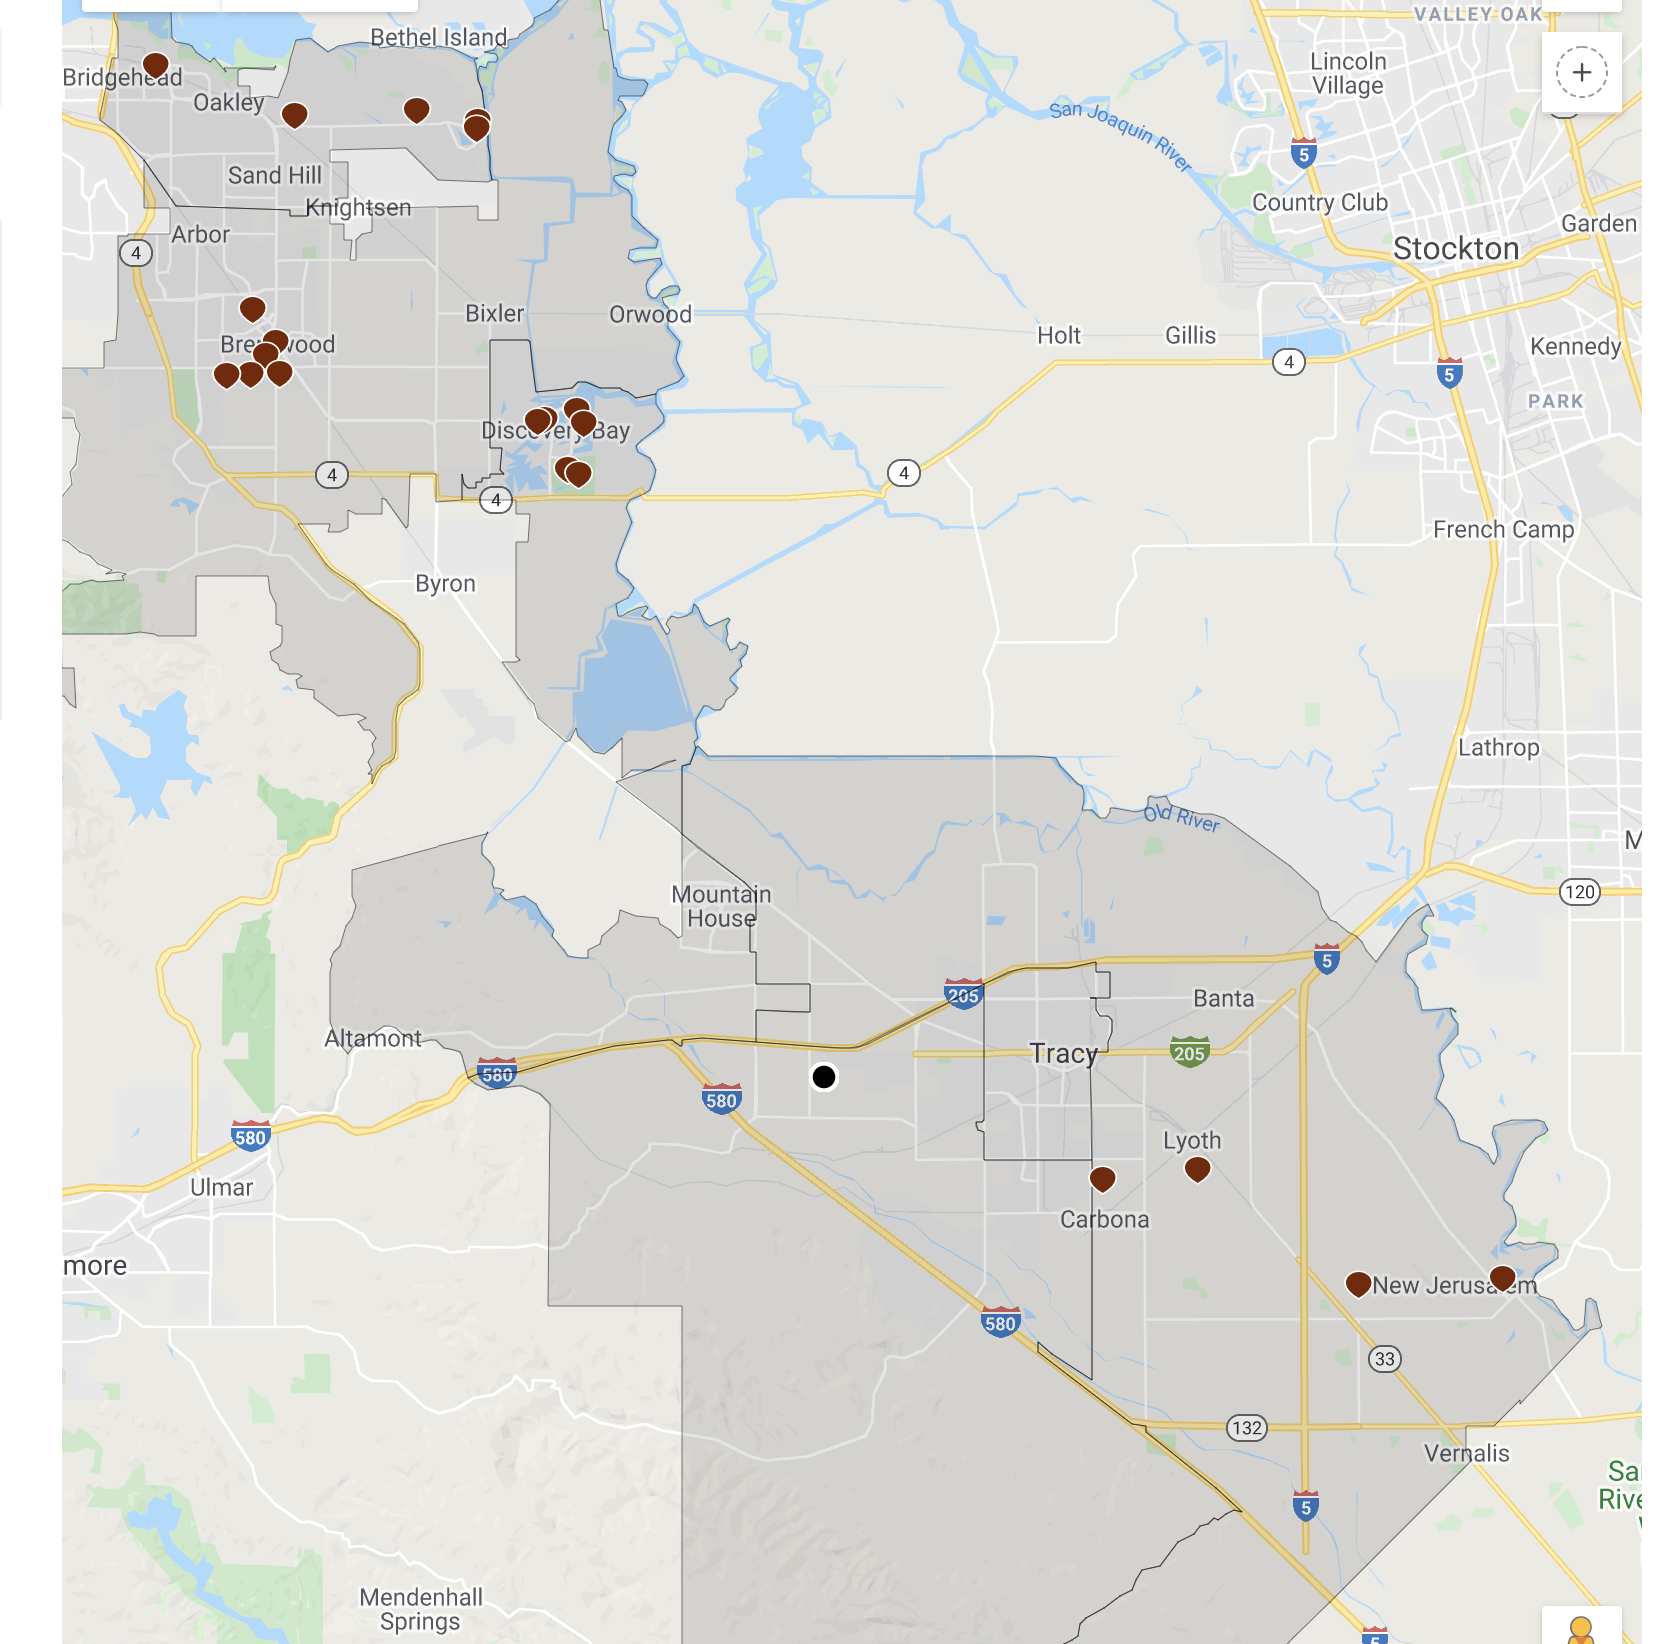 VALLEY OAK
Bethel Island
Lincoln
Village
Bridgehead
Oakley
San Joaquin River
5
Sand Hill
Country Club
Knightsen
Garden
Arbor
Stockton
4
Bixler
Orwood
Holt
Gillis
Brentwood
Kennedy
4
5
PARK
Discovery Bay
4
4
4
French Camp
Byron
Lathrop
Old River
M
Mountain
House
120
5
205
Banta
Altamont
Tracy
205
580
580
580
Lyoth
Ulmar
Carbona
more
New Jerusalem
580
33
132
Vernalis
Sa
Rive
5
Mendenhall
Springs
5